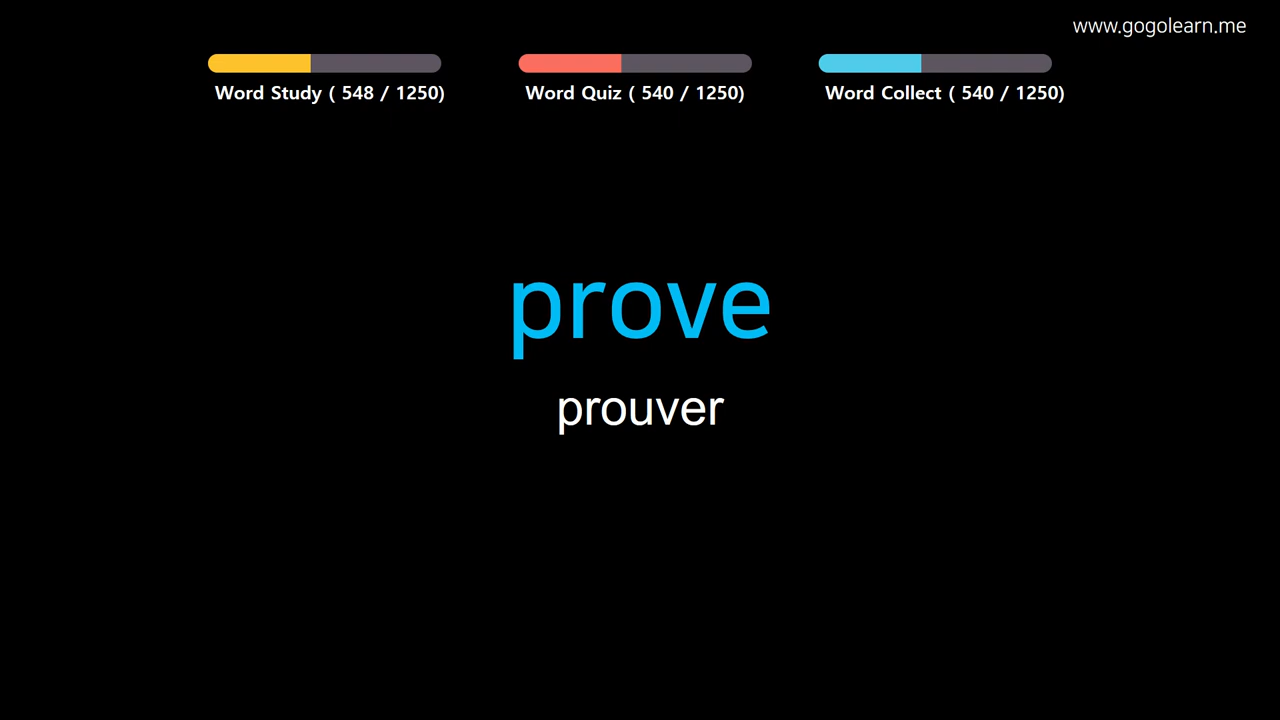 www.gogolearn.me
Word Study ( 548 / 1250)
Word Quiz ( 540 / 1250)
Word Collect ( 540 / 1250)
prove
prouver